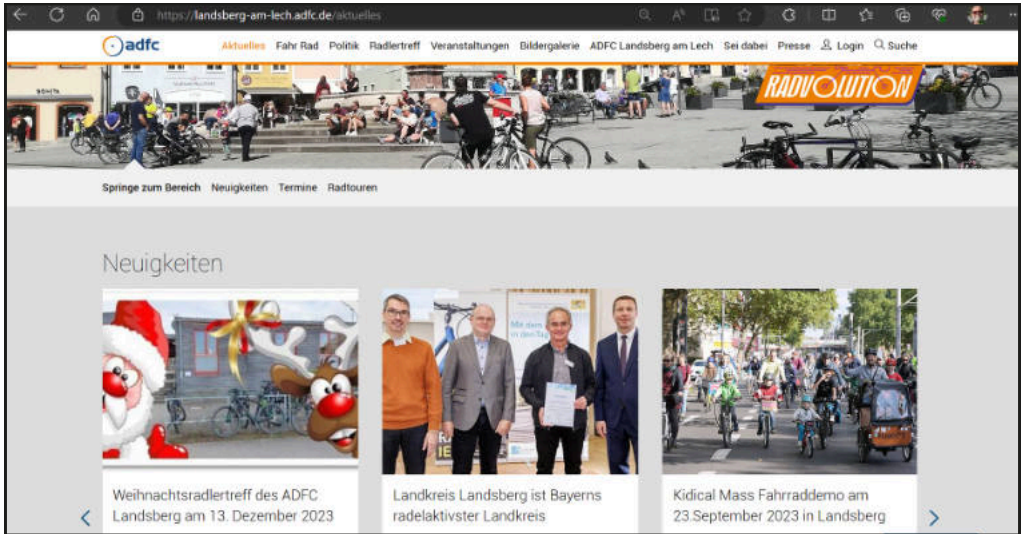 https://landsberg-am-lech.adfc.de/aktuelles
adfc
Aktuelles Fahr Rad Politik Radlertreff Veranstaltungen Bildergalerie ADFC Landsberg am Lech Sei dabei Presse Login Suche
RADVOLUTION
Springe zum Bereich Neuigkeiten Termine Radtouren
Neuigkeiten
Weihnachtsradlertreff des ADFC
Landsberg am 13. Dezember 2023
Landkreis Landsberg ist Bayerns
radelaktivster Landkreis
Kidical Mass Fahrraddemo am
23.September 2023 in Landsberg